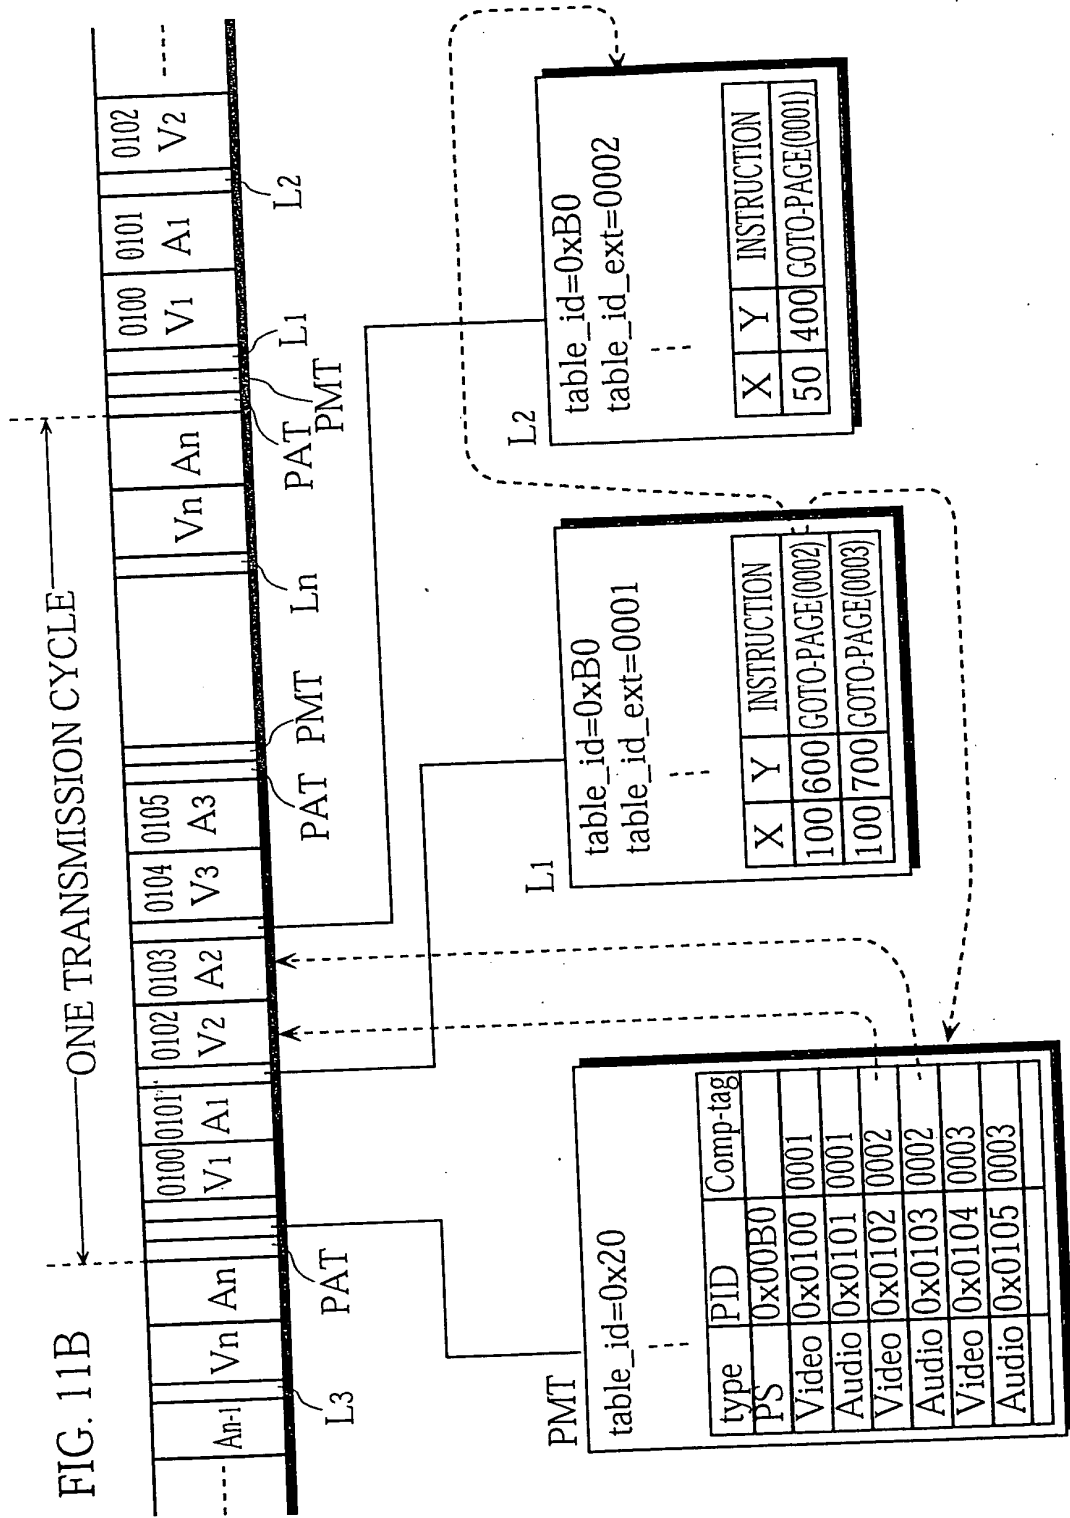 FIG. 11B
ONE TRANSMISSION CYCLE
An-1
Vn
An
0100
V1
0101
A1
0102
V2
0103
A2
0104
V3
0105
A3
Vn
An
0100
V1
0101
A1
0102
V2
L3
PAT
PAT
PMT
Ln
PAT
PMT
L1
L2
PMT
table_id=0x20
type PID Comp-tag
PS 0x00B0
Video 0x0100 0001
Audio 0x0101 0001
Video 0x0102 0002
Audio 0x0103 0002
Video 0x0104 0003
Audio 0x0105 0003
L1
table_id=0xB0
table_id_ext=0001
X Y INSTRUCTION
100 600 GOTO-PAGE(0002)
100 700 GOTO-PAGE(0003)
L2
table_id=0xB0
table_id_ext=0002
X Y INSTRUCTION
50 400 GOTO-PAGE(0001)